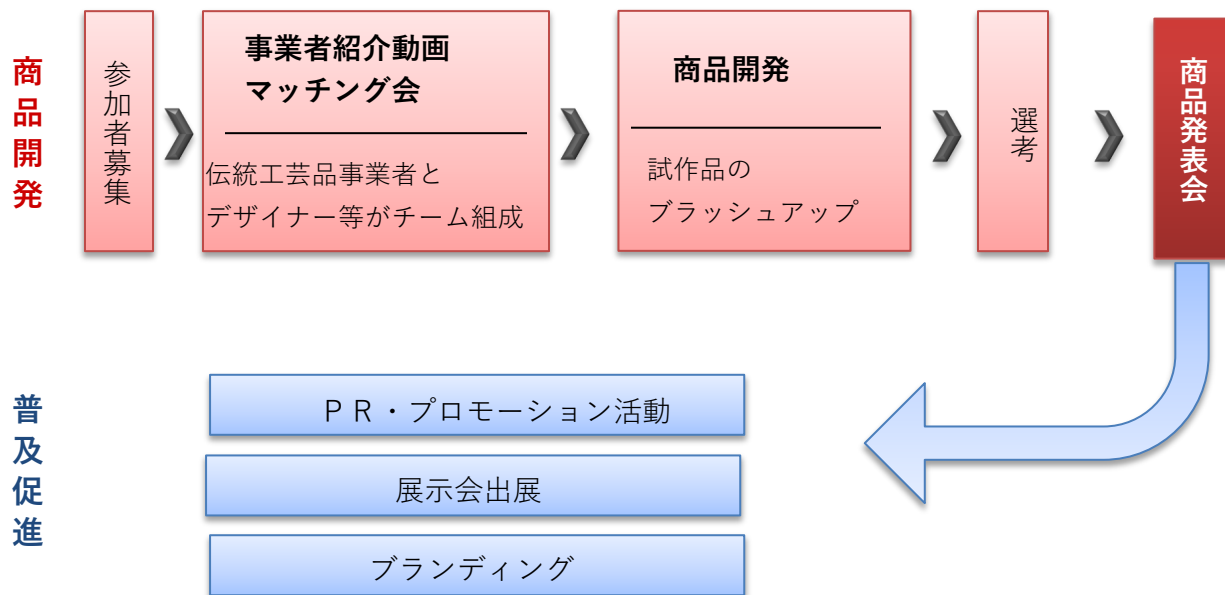 商品開発
参加者募集
事業者紹介動画
マッチング会
伝統工芸品事業者と
デザイナー等がチーム組成
商品開発
試作品の
ブラッシュアップ
選考
商品発表会
普及促進
ＰＲ・プロモーション活動
展示会出展
ブランディング